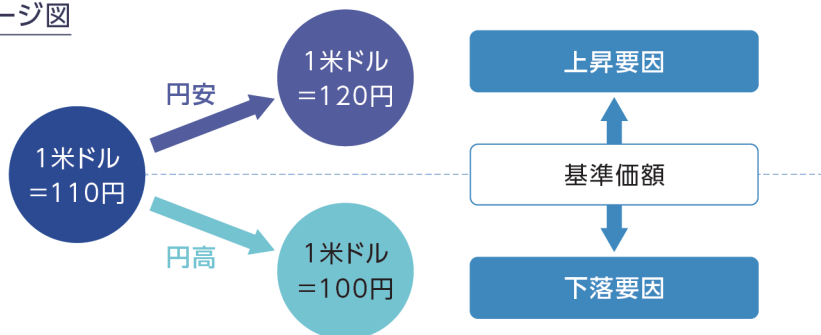 ージ図
1米ドル
=120円
上昇要因
円安
1米ドル
=110円
基準価額
円高
1米ドル
=100円
下落要因